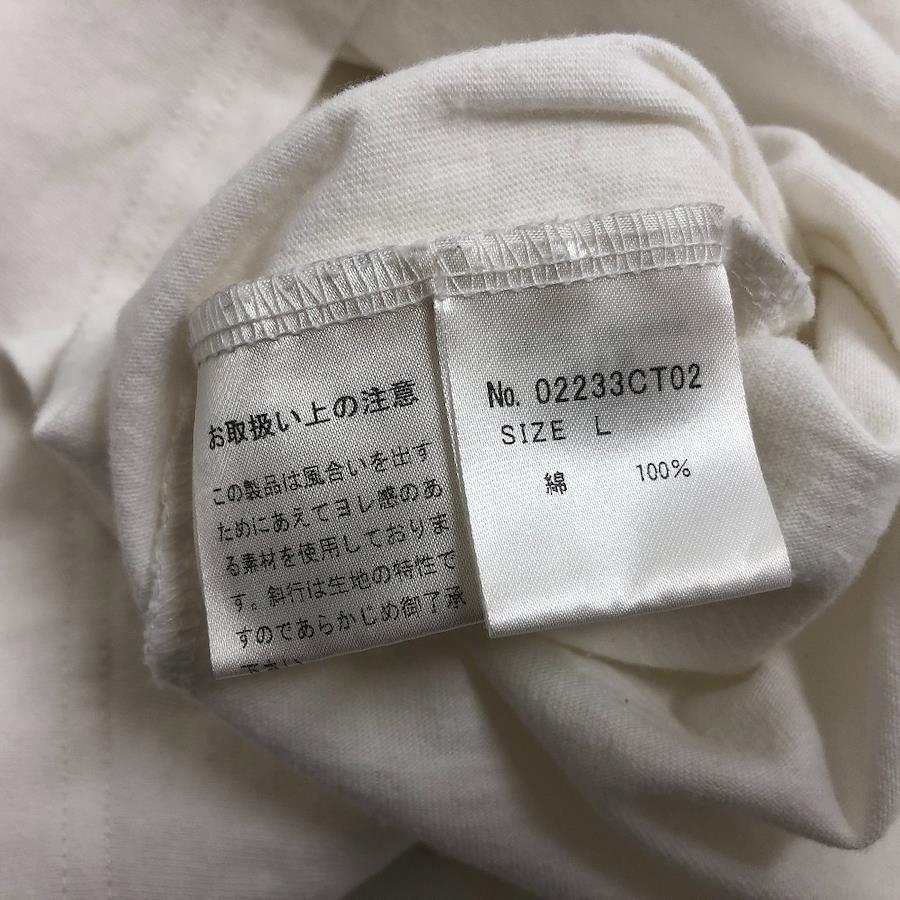 お取扱い上の注意
この製品は風合いを出す
ためにあえてヨレ感のあ
る素材を使用しておりま
す。斜行は生地の特性で
すのであらかじめ御了承
下さい
No. 02233CT02
SIZE L
綿 100%